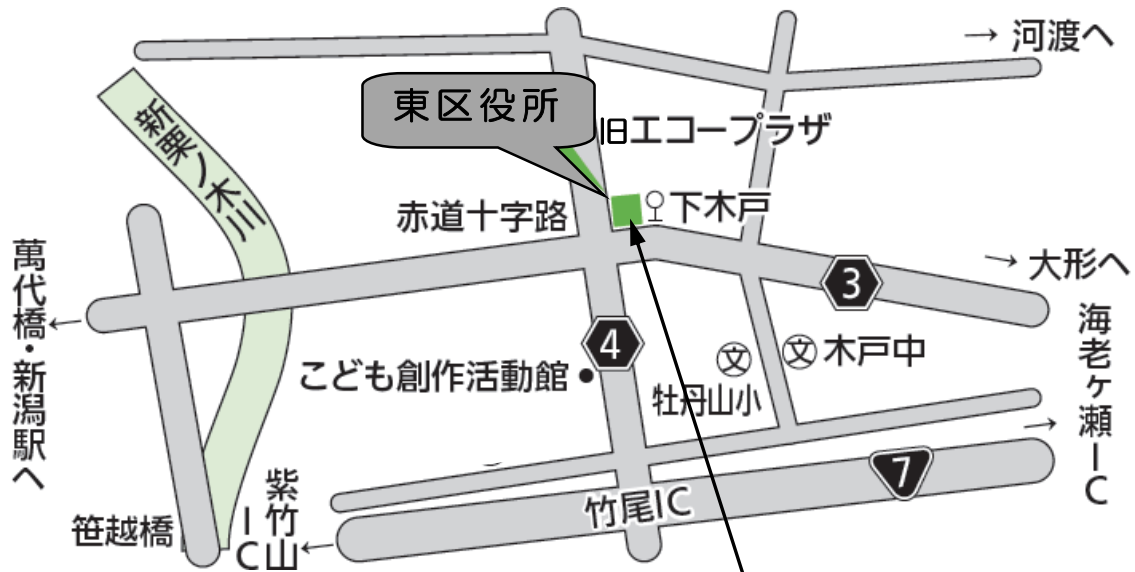 → 河渡へ
東区役所
旧エコープラザ
新栗ノ木川
下木戸
赤道十字路
萬代橋・新潟駅へ
←
→ 大形へ
3
海老ヶ瀬IC
→
4
文
文 木戸中
こども創作活動館
牡丹山小
7
竹尾IC
紫竹山IC
←
笹越橋